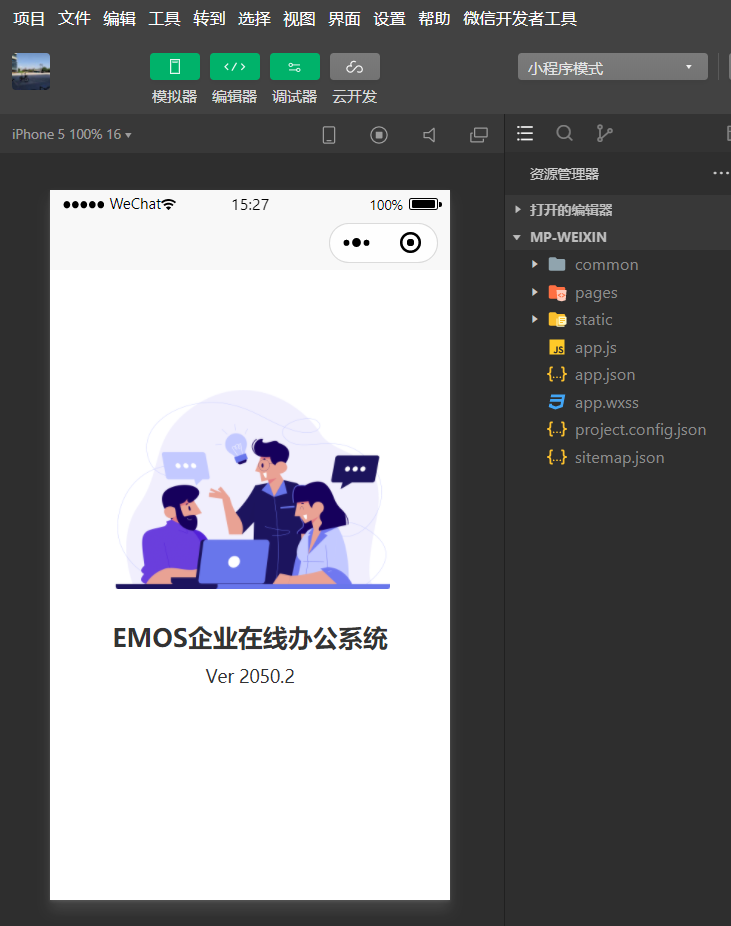 项目 文件 编辑 工具 转到 选择 视图 界面 设置 帮助 微信开发者工具
模拟器 编辑器 调试器 云开发
小程序模式
iPhone 5 100% 16
WeChat 15:27 100%
EMOS企业在线办公系统
Ver 2050.2
资源管理器
打开的编辑器
MP-WEIXIN
common
pages
static
JS app.js
{..} app.json
app.wxss
{..} project.config.json
{..} sitemap.json